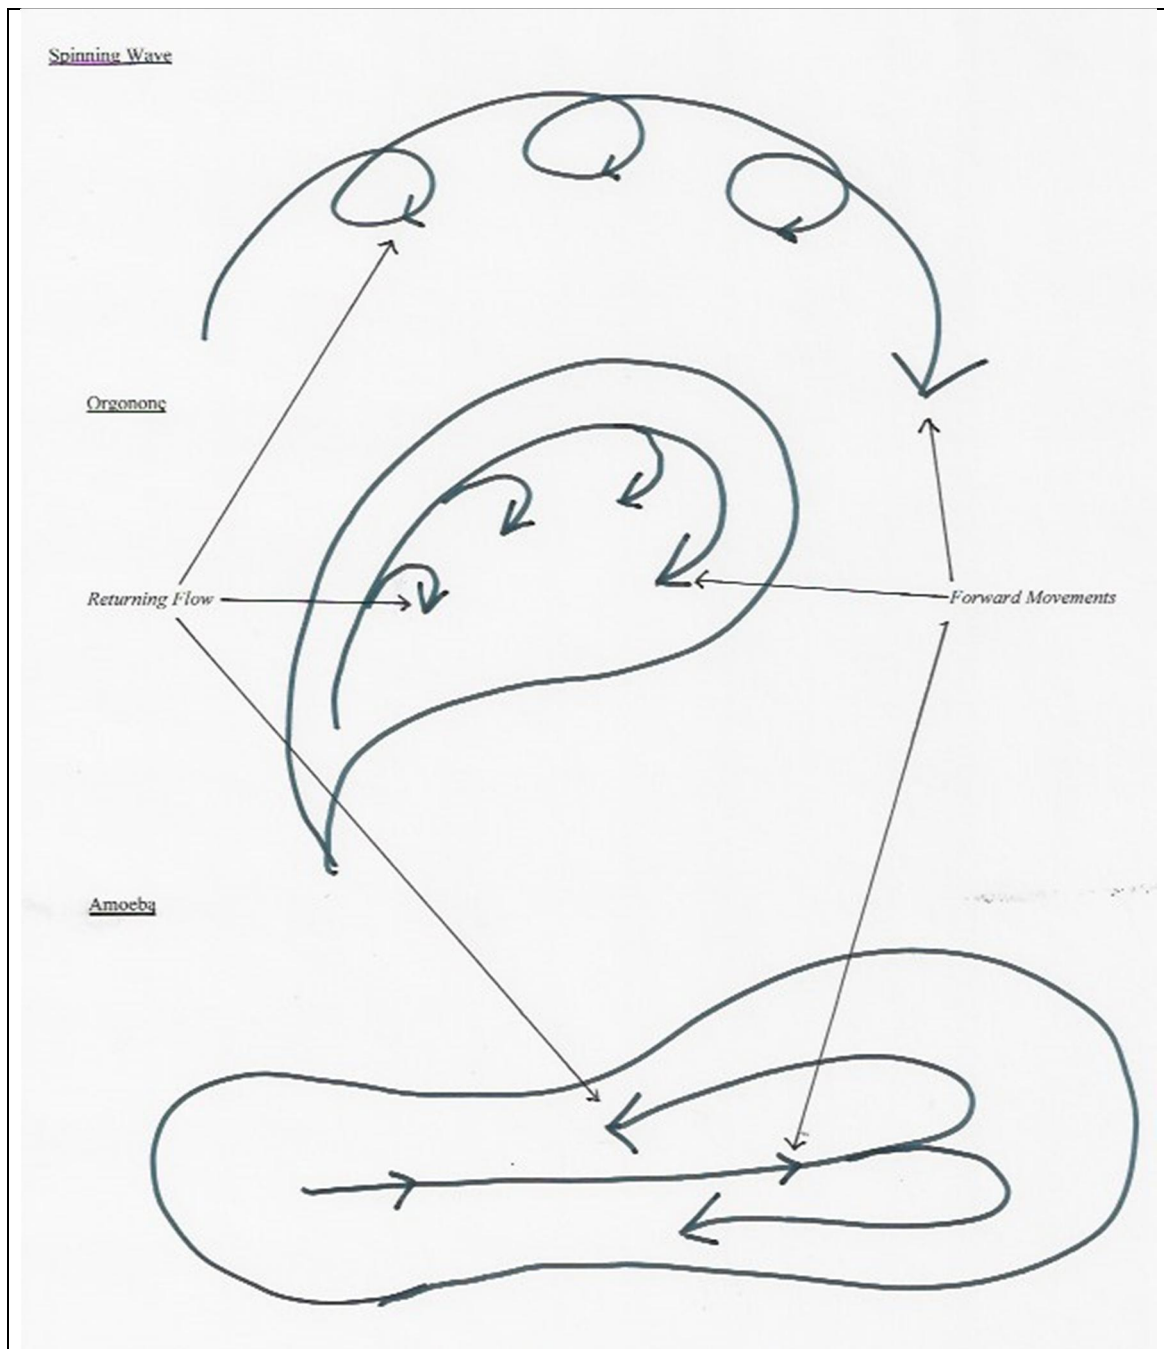 Spinning Wave
Orgonone
Returning Flow
Forward Movements
Amoeba